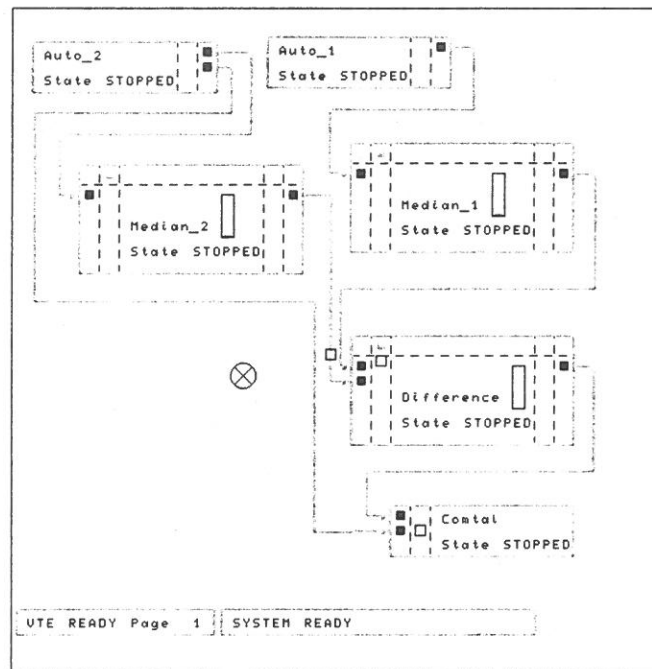 Auto_2
State STOPPED
Auto_1
State STOPPED
Median_2
State STOPPED
Median_1
State STOPPED
Difference
State STOPPED
Comtal
State STOPPED
VTE READY Page 1
SYSTEM READY